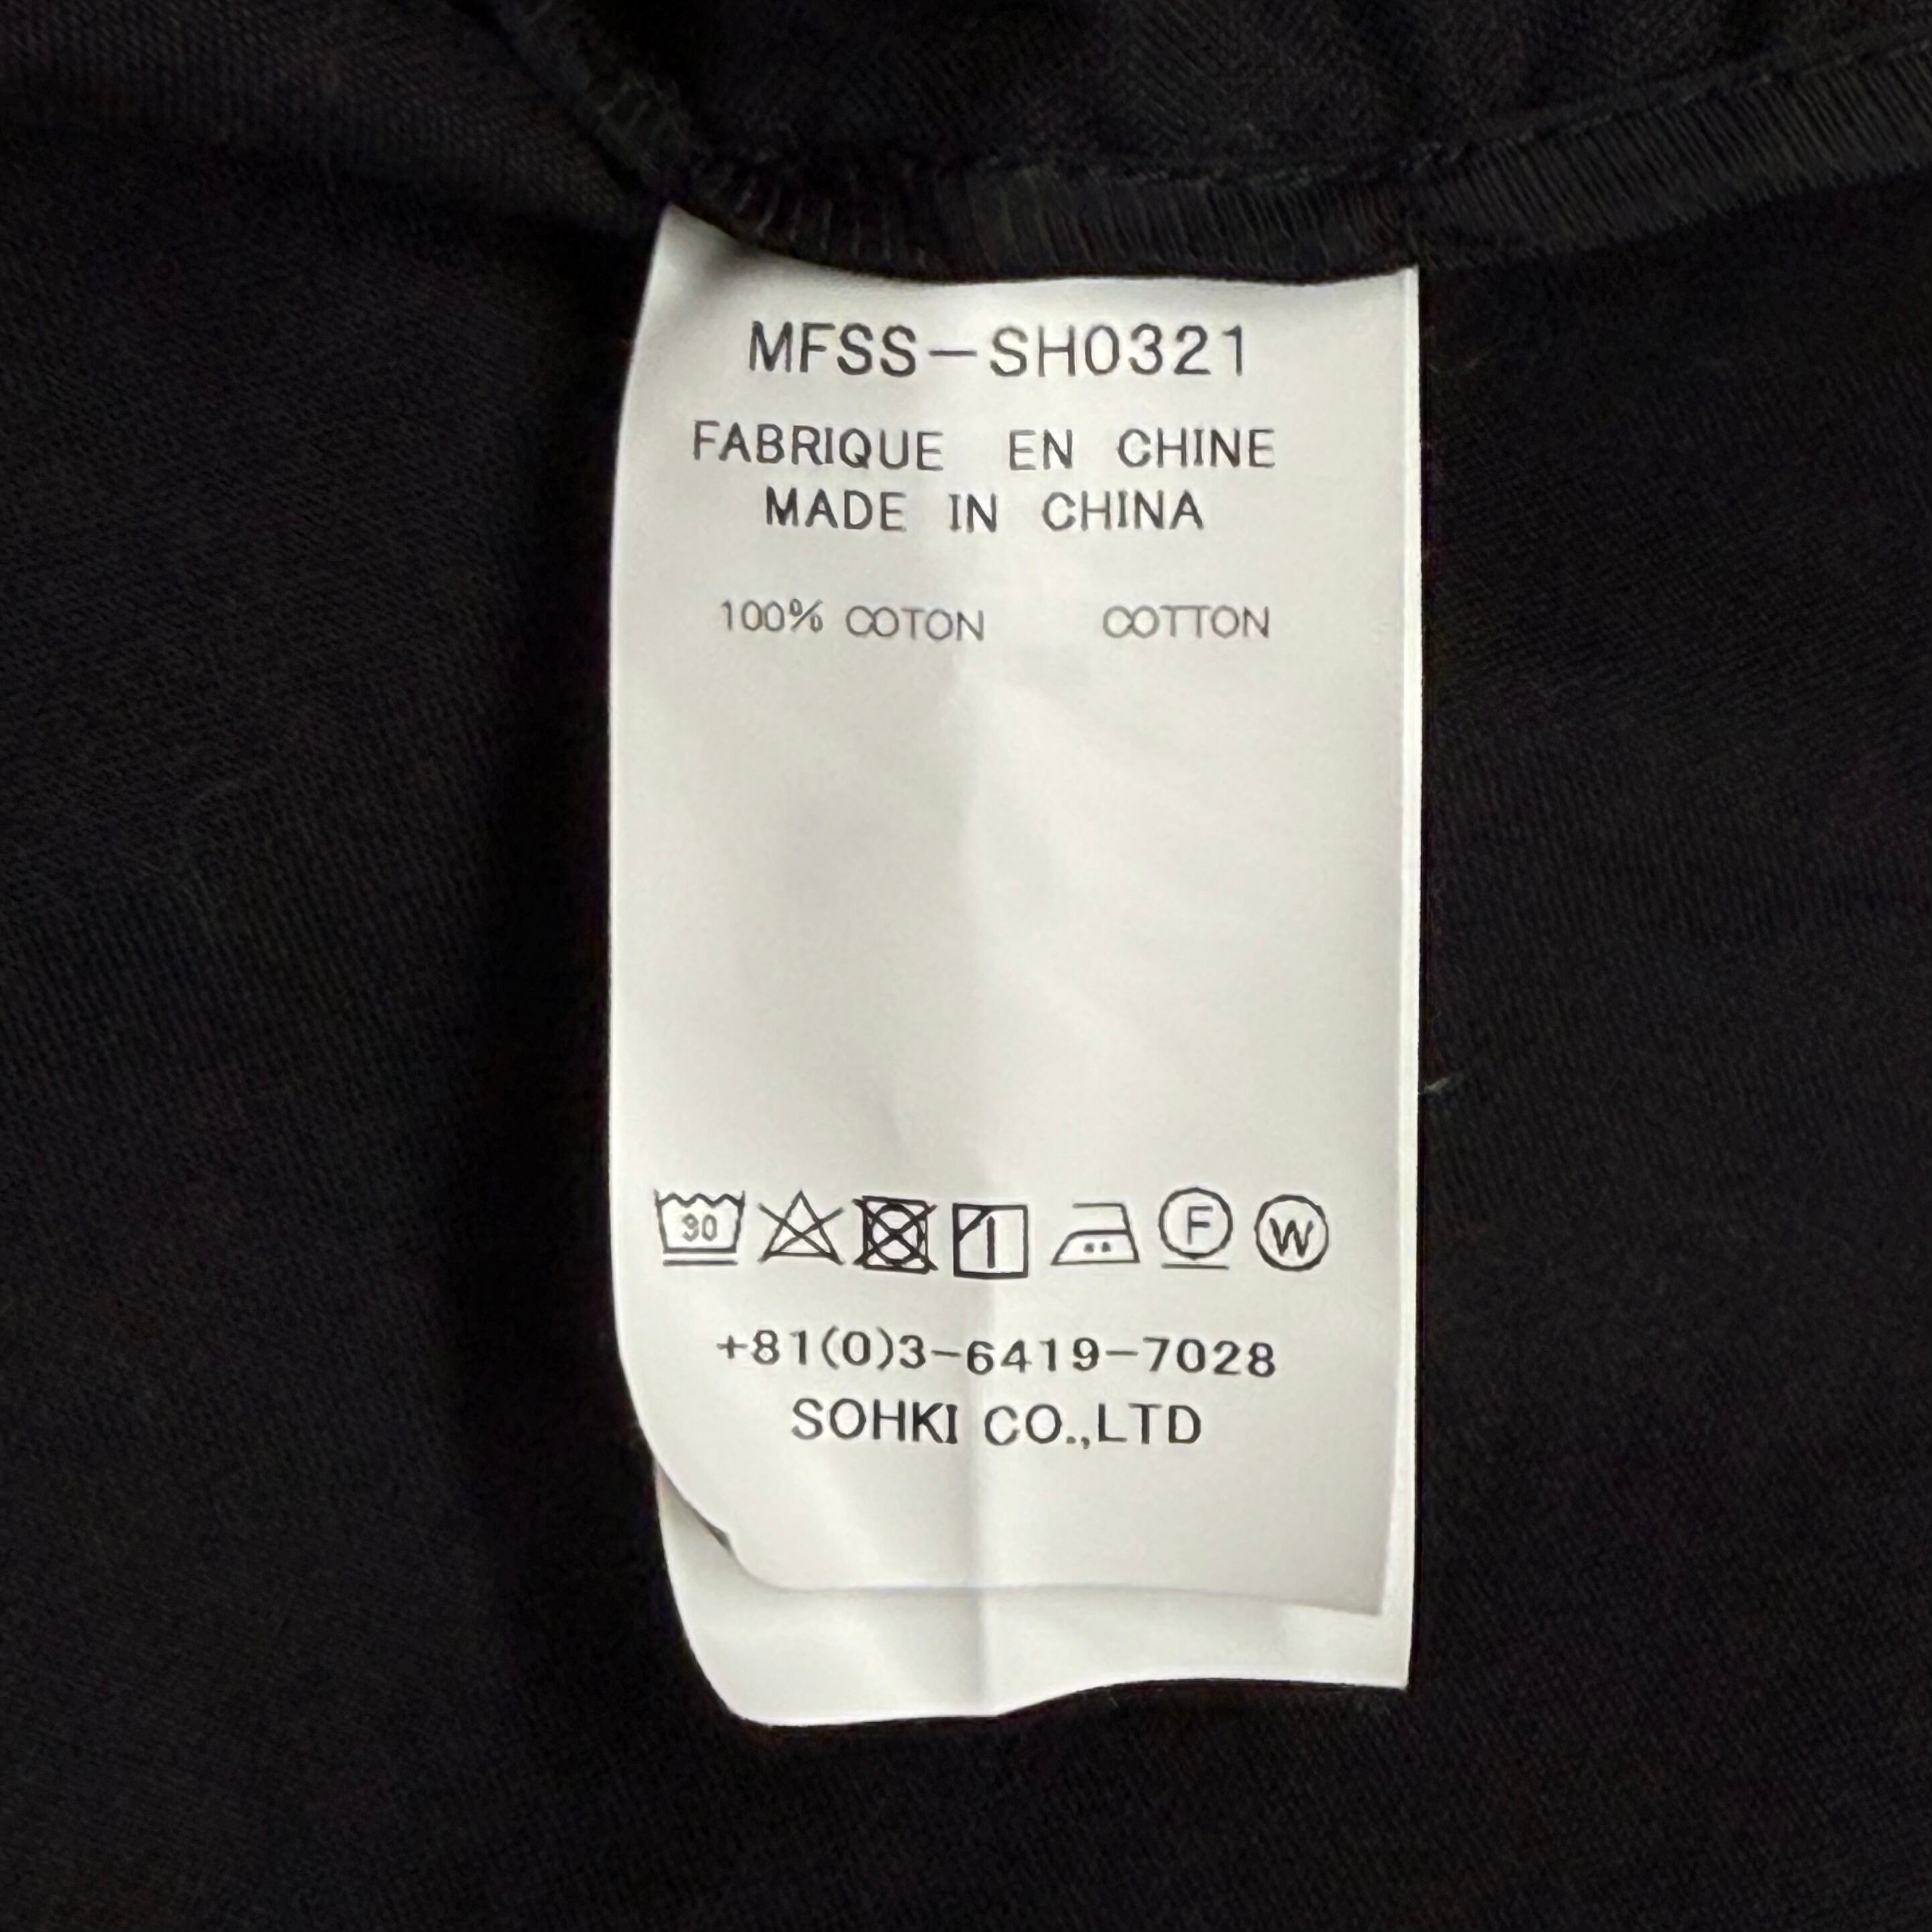 MFSS-SH0321
FABRIQUE EN CHINE
MADE IN CHINA
100% COTON COTTON
30 F W
+81(0)3-6419-7028
SOHKI CO.,LTD